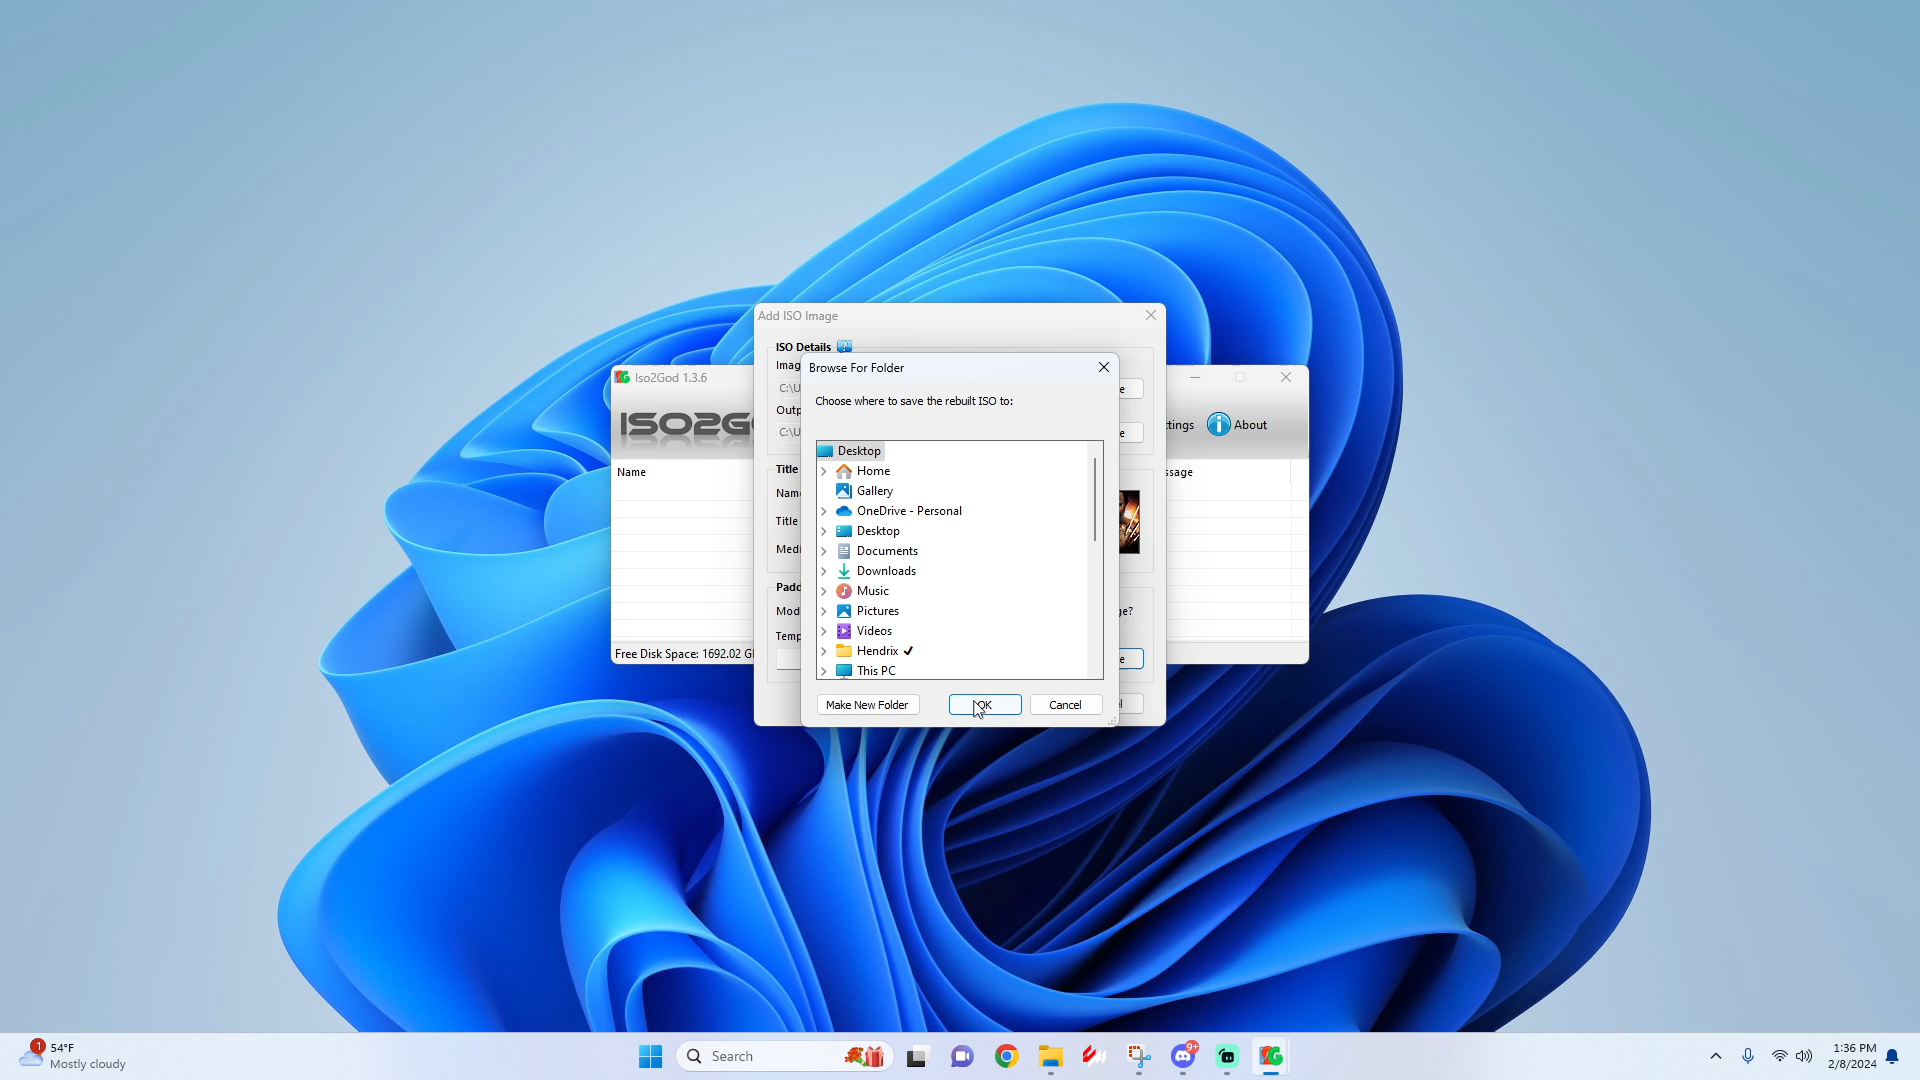 Add ISO Image
ISO Details
Imag
Browse For Folder
C:\U
e
Outp
Choose where to save the rebuilt ISO to:
C:\U
e
Iso2God 1.3.6
ISO2G
ttings
About
Name
ssage
Desktop
Home
Gallery
OneDrive - Personal
Desktop
Documents
Downloads
Music
Pictures
Videos
Hendrix ✔
This PC
Title
Name
Title
Medi
Padd
Mod
ge?
Temp
e
Free Disk Space: 1692.02 G
Make New Folder
OK
Cancel
1
54°F
Mostly cloudy
Search
9+
1:36 PM
2/8/2024